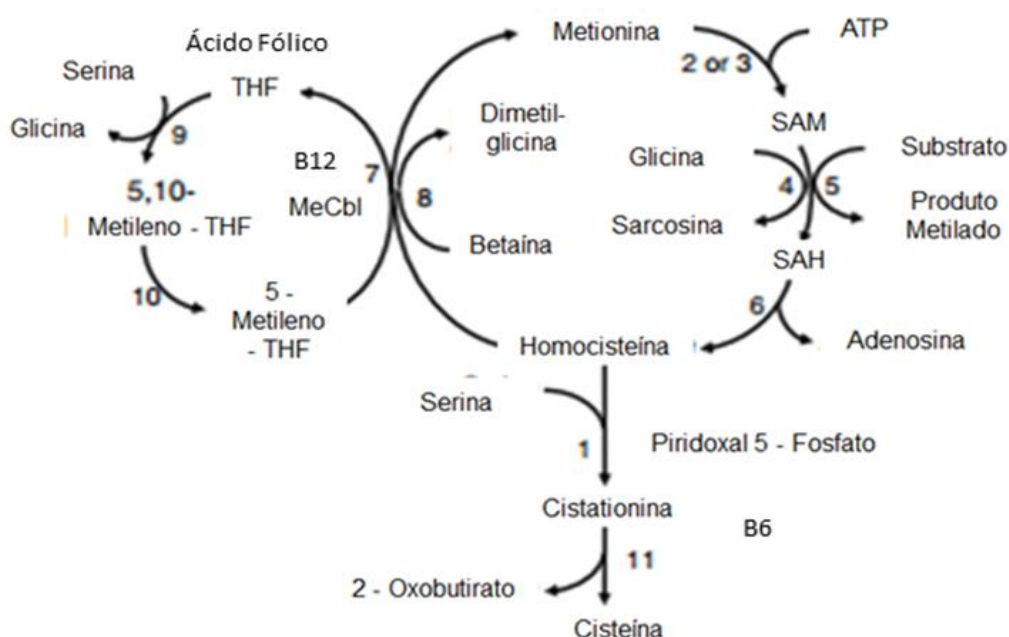 Ácido Fólico
Serina
THF
Glicina
9
5,10-
Metileno - THF
10
5 -
Metileno
- THF
B12
MeCbl
7
8
Dimetil-
glicina
Betaína
Metionina
2 or 3
ATP
SAM
Glicina
Substrato
4
5
Sarcosina
Produto
Metilado
SAH
6
Adenosina
Homocisteína
Serina
1
Piridoxal 5 - Fosfato
Cistationina
B6
11
2 - Oxobutirato
Cisteína